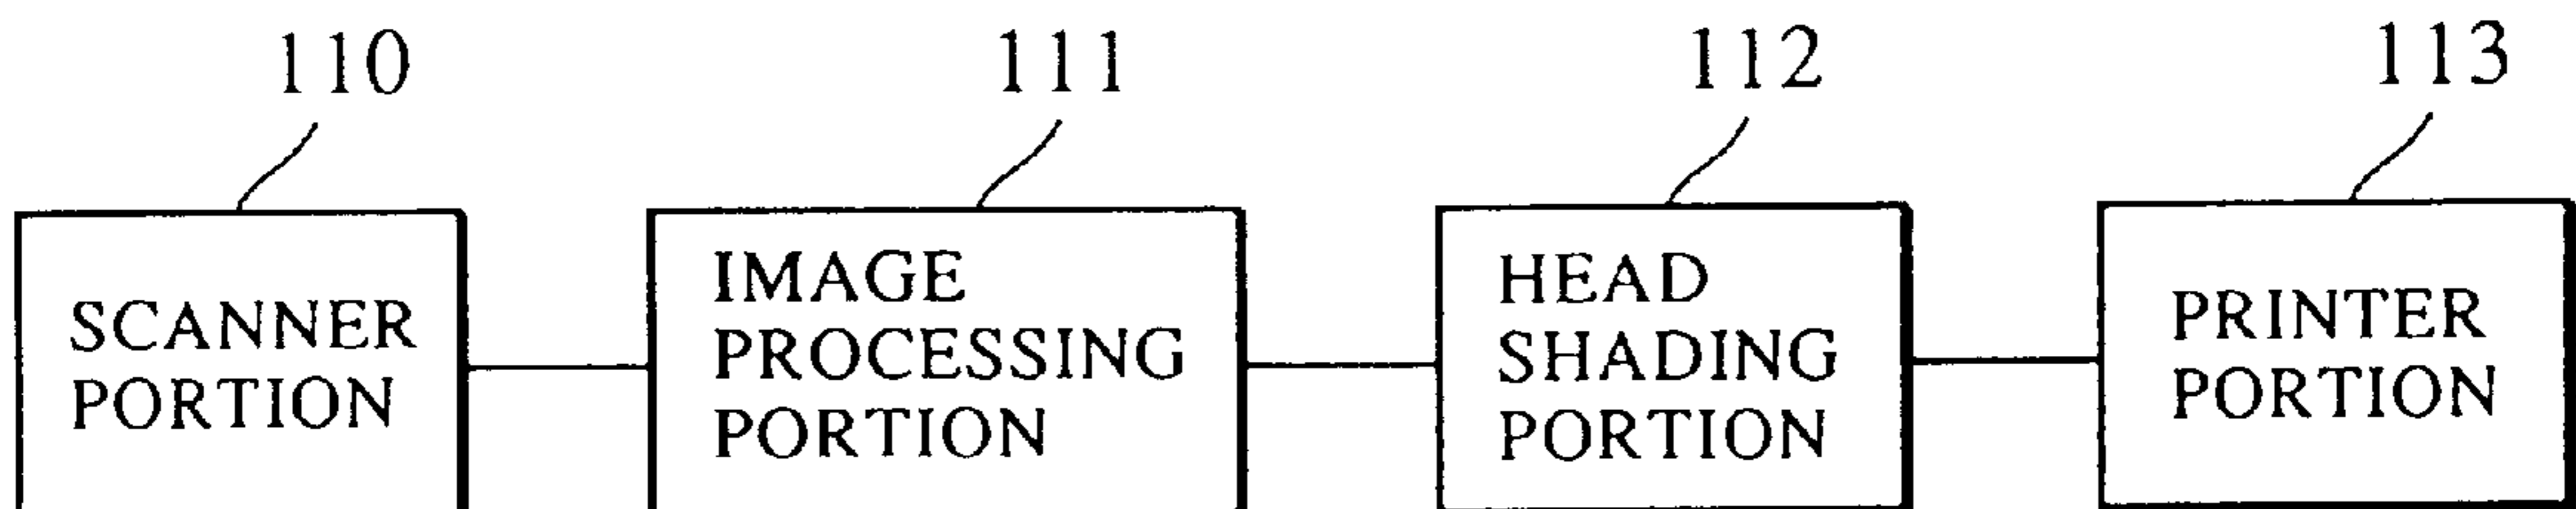 110
111
112
113
SCANNER
PORTION
IMAGE
PROCESSING
PORTION
HEAD
SHADING
PORTION
PRINTER
PORTION